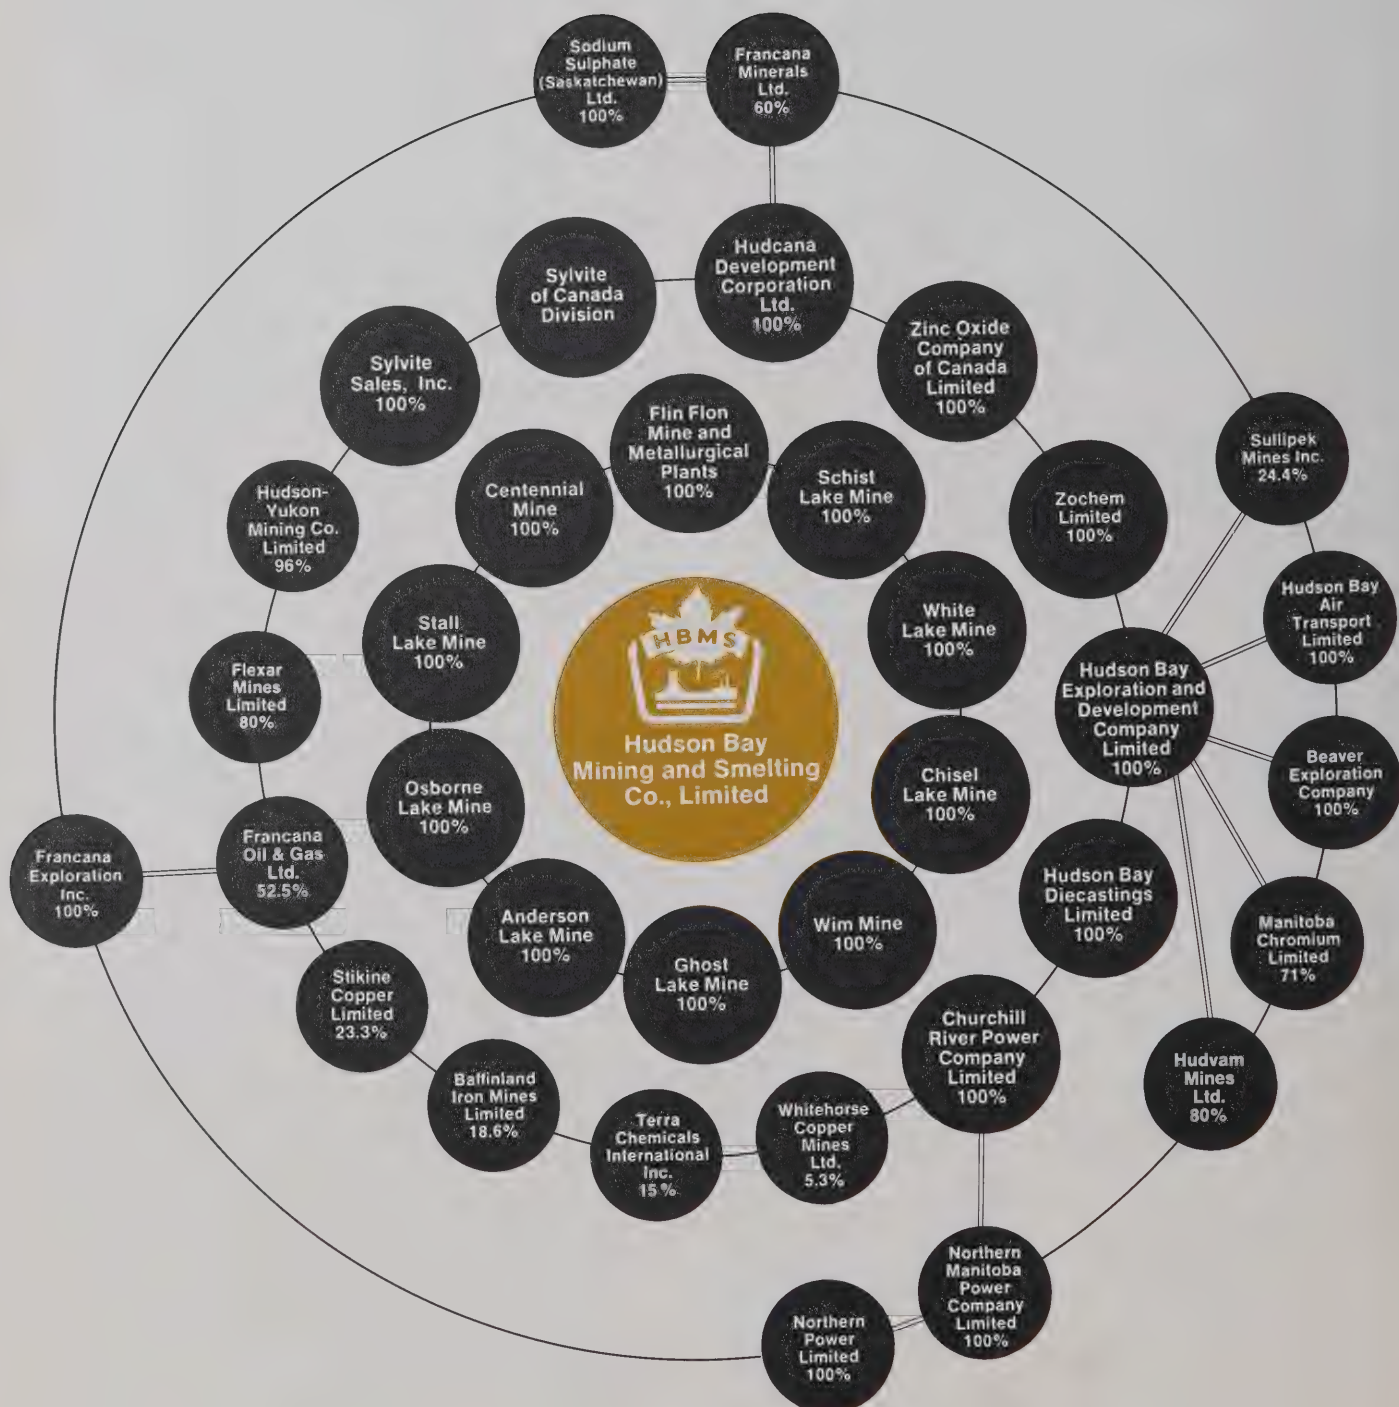 Sodium
Sulphate
(Saskatchewan)
Ltd.
100%
Francana
Minerals
Ltd.
60%
Hudcana
Development
Corporation
Ltd.
100%
Sylvite
of Canada
Division
Zinc Oxide
Company
of Canada
Limited
100%
Sylvite
Sales, Inc.
100%
Flin Flon
Mine and
Metallurgical
Plants
100%
Sullipek
Mines Inc.
24.4%
Centennial
Mine
100%
Schist
Lake Mine
100%
Hudson-
Yukon
Mining Co.
Limited
96%
Zochem
Limited
100%
Stall
Lake Mine
100%
White
Lake Mine
100%
Hudson Bay
Air
Transport
Limited
100%
Flexar
Mines
Limited
80%
HBMS
Hudson Bay
Mining and Smelting
Co., Limited
Hudson Bay
Exploration and
Development
Company
Limited
100%
Osborne
Lake Mine
100%
Chisel
Lake Mine
100%
Beaver
Exploration
Company
100%
Francana
Exploration
Inc.
100%
Francana
Oil & Gas
Ltd.
52.5%
Hudson Bay
Diecastings
Limited
100%
Anderson
Lake Mine
100%
Wim Mine
100%
Manitoba
Chromium
Limited
71%
Stikine
Copper
Limited
23.3%
Ghost
Lake Mine
100%
Churchill
River Power
Company
Limited
100%
Hudvam
Mines
Ltd.
80%
Baffinland
Iron Mines
Limited
18.6%
Terra
Chemicals
International
Inc.
15%
Whitehorse
Copper
Mines
Ltd.
5.3%
Northern
Manitoba
Power
Company
Limited
100%
Northern
Power
Limited
100%